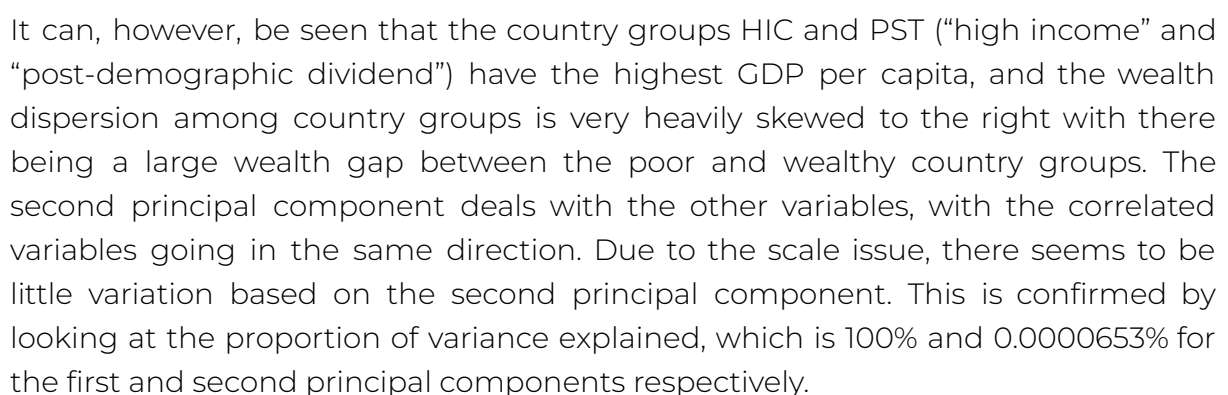 It can, however, be seen that the country groups HIC and PST (“high income” and
“post-demographic dividend”) have the highest GDP per capita, and the wealth
dispersion among country groups is very heavily skewed to the right with there
being a large wealth gap between the poor and wealthy country groups. The
second principal component deals with the other variables, with the correlated
variables going in the same direction. Due to the scale issue, there seems to be
little variation based on the second principal component. This is confirmed by
looking at the proportion of variance explained, which is 100% and 0.0000653% for
the first and second principal components respectively.